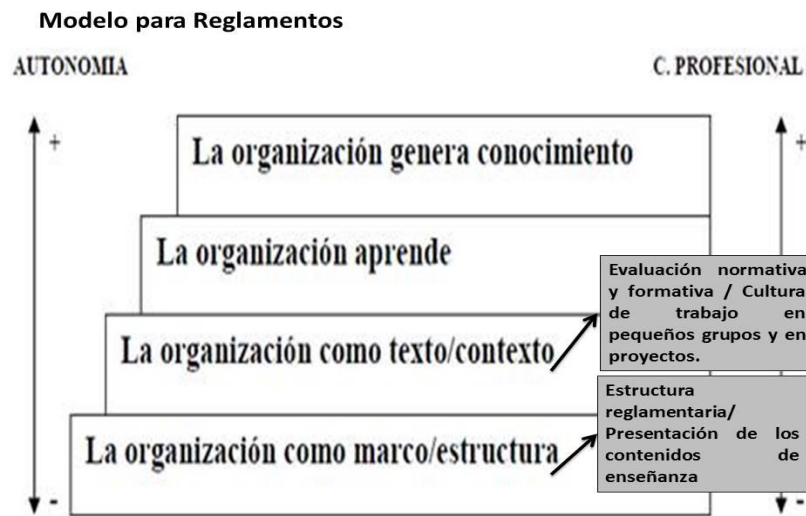 Modelo para Reglamentos
AUTONOMIA
C. PROFESIONAL
+
+
La organización genera conocimiento
La organización aprende
Evaluación normativa
y formativa / Cultura
de trabajo en
pequeños grupos y en
proyectos.
La organización como texto/contexto
Estructura
reglamentaria/
Presentación de los
contenidos de
enseñanza
La organización como marco/estructura
-
-